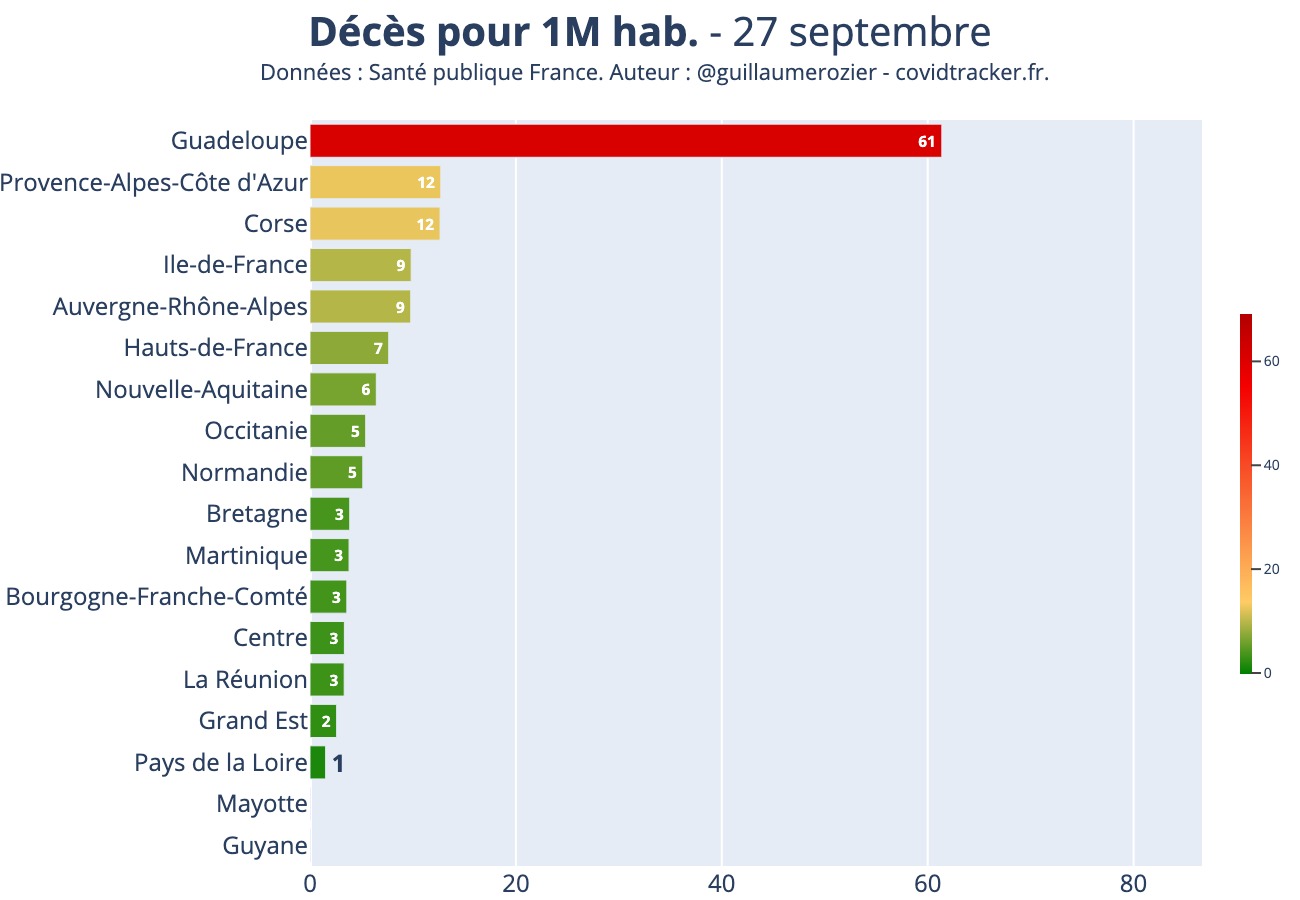 Décès pour 1M hab. - 27 septembre
Données : Santé publique France. Auteur : @guillaumerozier - covidtracker.fr.
Guadeloupe 61
Provence-Alpes-Côte d'Azur 12
Corse 12
Ile-de-France 9
Auvergne-Rhône-Alpes 9
Hauts-de-France 7
Nouvelle-Aquitaine 6
Occitanie 5
Normandie 5
Bretagne 3
Martinique 3
Bourgogne-Franche-Comté 3
Centre 3
La Réunion 3
Grand Est 2
Pays de la Loire 1
Mayotte
Guyane
0 20 40 60 80
60
40
20
0